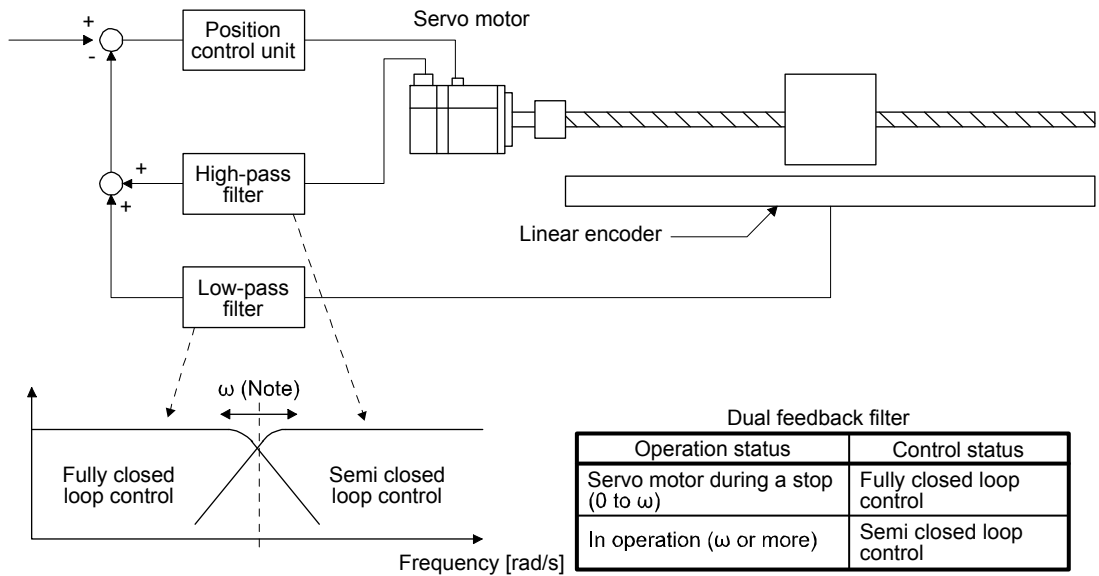 Servo motor
+
-
Position
control unit
+
+
High-pass
filter
Linear encoder
Low-pass
filter
ω (Note)
Fully closed
loop control
Semi closed
loop control
Frequency [rad/s]
Dual feedback filter
Operation status
Control status
Servo motor during a stop
(0 to ω)
Fully closed loop
control
In operation (ω or more)
Semi closed loop
control